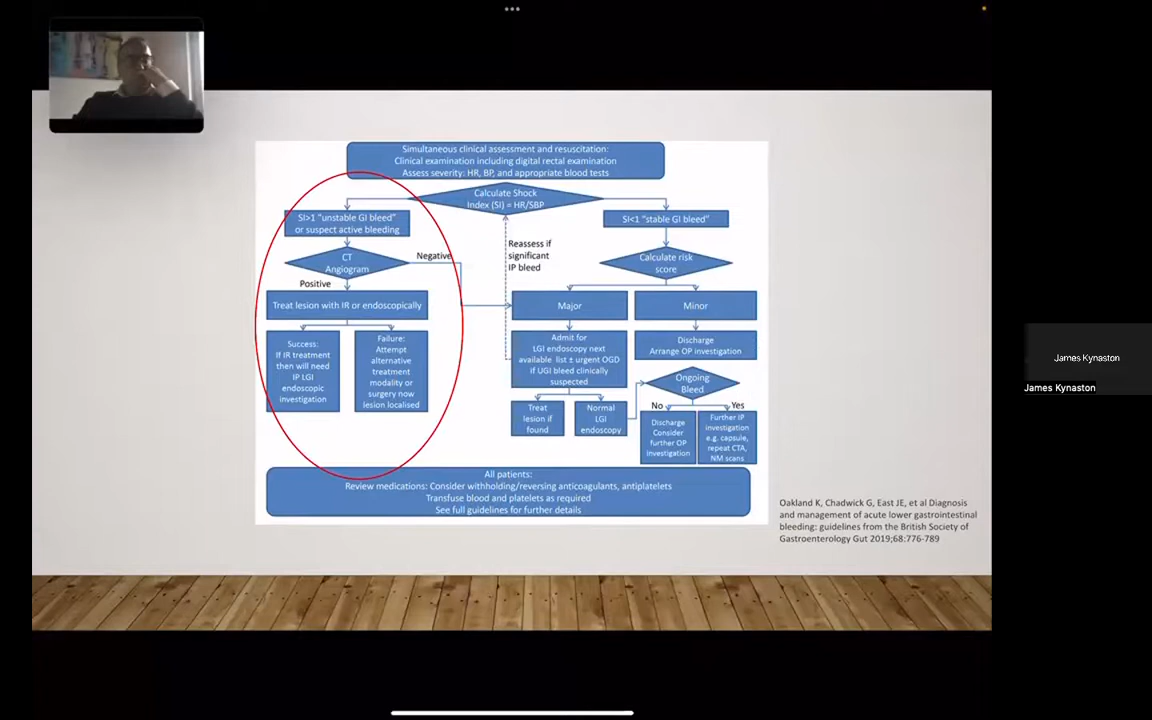 Simultaneous clinical assessment and resuscitation:
Clinical examination including digital rectal examination
Assess severity: HR, BP, and appropriate blood tests
Calculate Shock
Index (SI) = HR/SBP
SI>1 "unstable GI bleed"
or suspect active bleeding
SI<1 "stable GI bleed"
CT
Angiogram
Negative
Positive
Reassess if
significant
IP bleed
Calculate risk
score
Treat lesion with IR or endoscopically
Major
Minor
Success:
If IR treatment
then will need
IP LGI
endoscopic
investigation
Failure:
Attempt
alternative
treatment
modality or
surgery now
lesion localised
Admit for
LGI endoscopy next
available list ± urgent OGD
if UGI bleed clinically
suspected
Discharge
Arrange OP investigation
Ongoing
Bleed
Treat
lesion if
found
Normal
LGI
endoscopy
No
Yes
Discharge
Consider
further OP
investigation
Further IP
investigation
e.g. capsule,
repeat CTA,
NM scans
All patients:
Review medications: Consider withholding/reversing anticoagulants, antiplatelets
Transfuse blood and platelets as required
See full guidelines for further details
Oakland K, Chadwick G, East JE, et al Diagnosis
and management of acute lower gastrointestinal
bleeding: guidelines from the British Society of
Gastroenterology Gut 2019;68:776-789
James Kynaston
James Kynaston